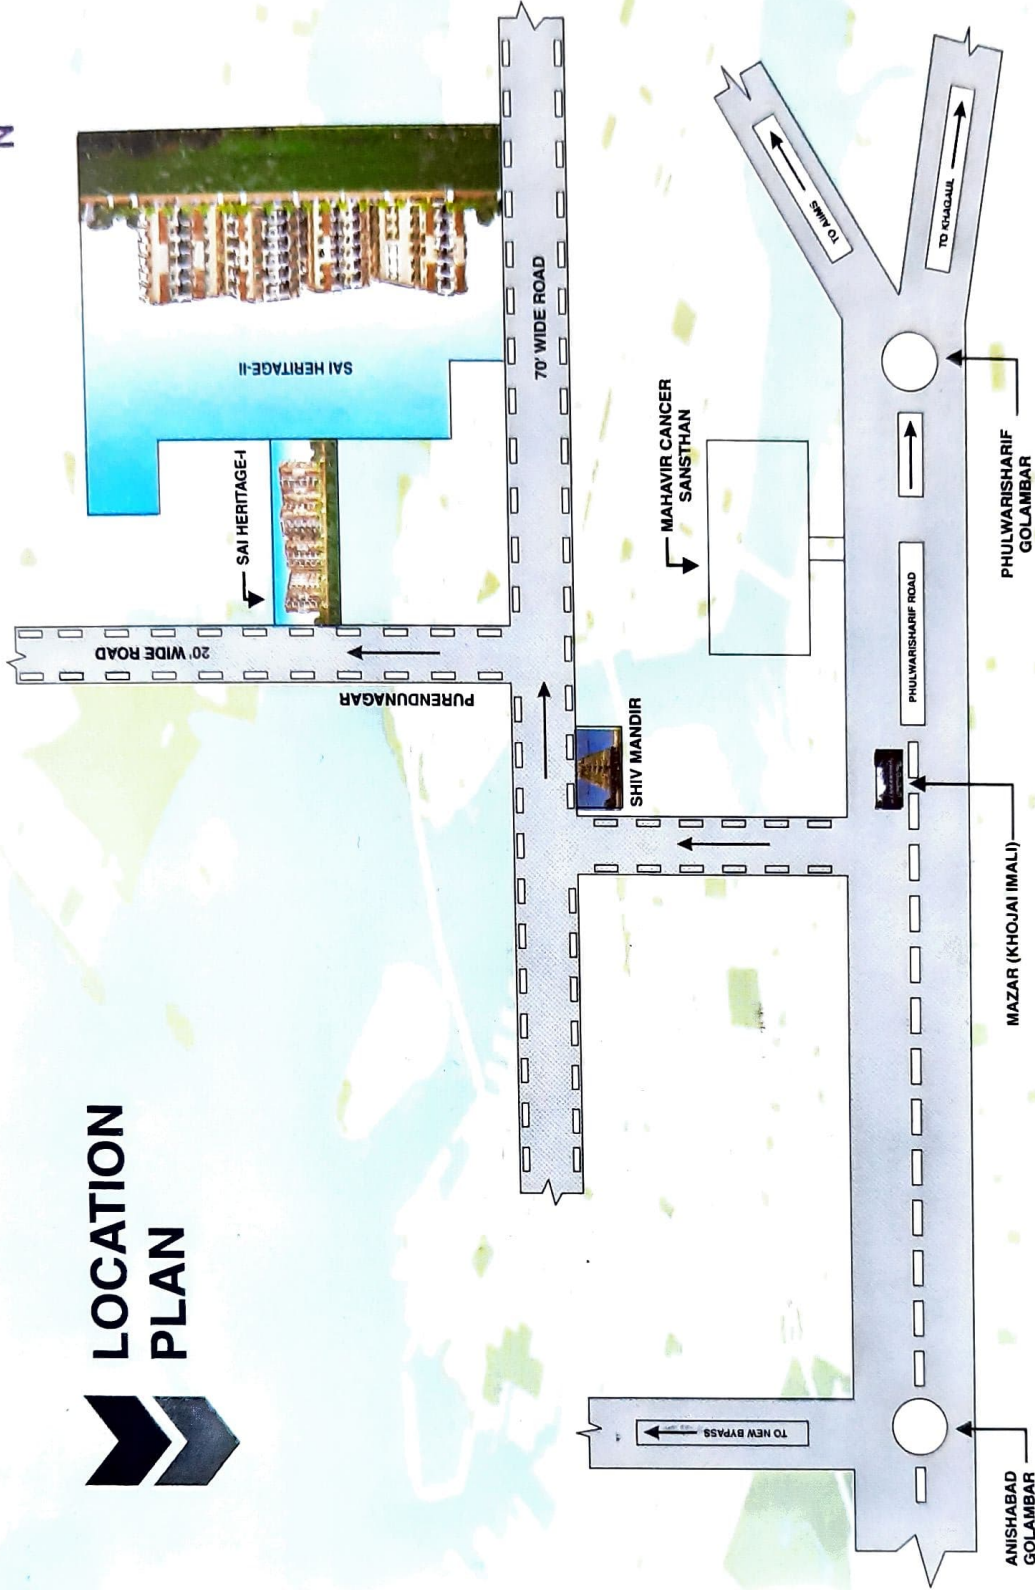 LOCATION
PLAN
N
SAI HERITAGE-II
SAI HERITAGE-I
20' WIDE ROAD
PURENDUNAGAR
70' WIDE ROAD
SHIV MANDIR
MAHAVIR CANCER
SANSTHAN
TO AIIMS
TO KHAGAUL
TO NEW BYPASS
PHULWARISHARIF ROAD
ANISHABAD
GOLAMBAR
MAZAR (KHOJAI IMALI)
PHULWARISHARIF
GOLAMBAR